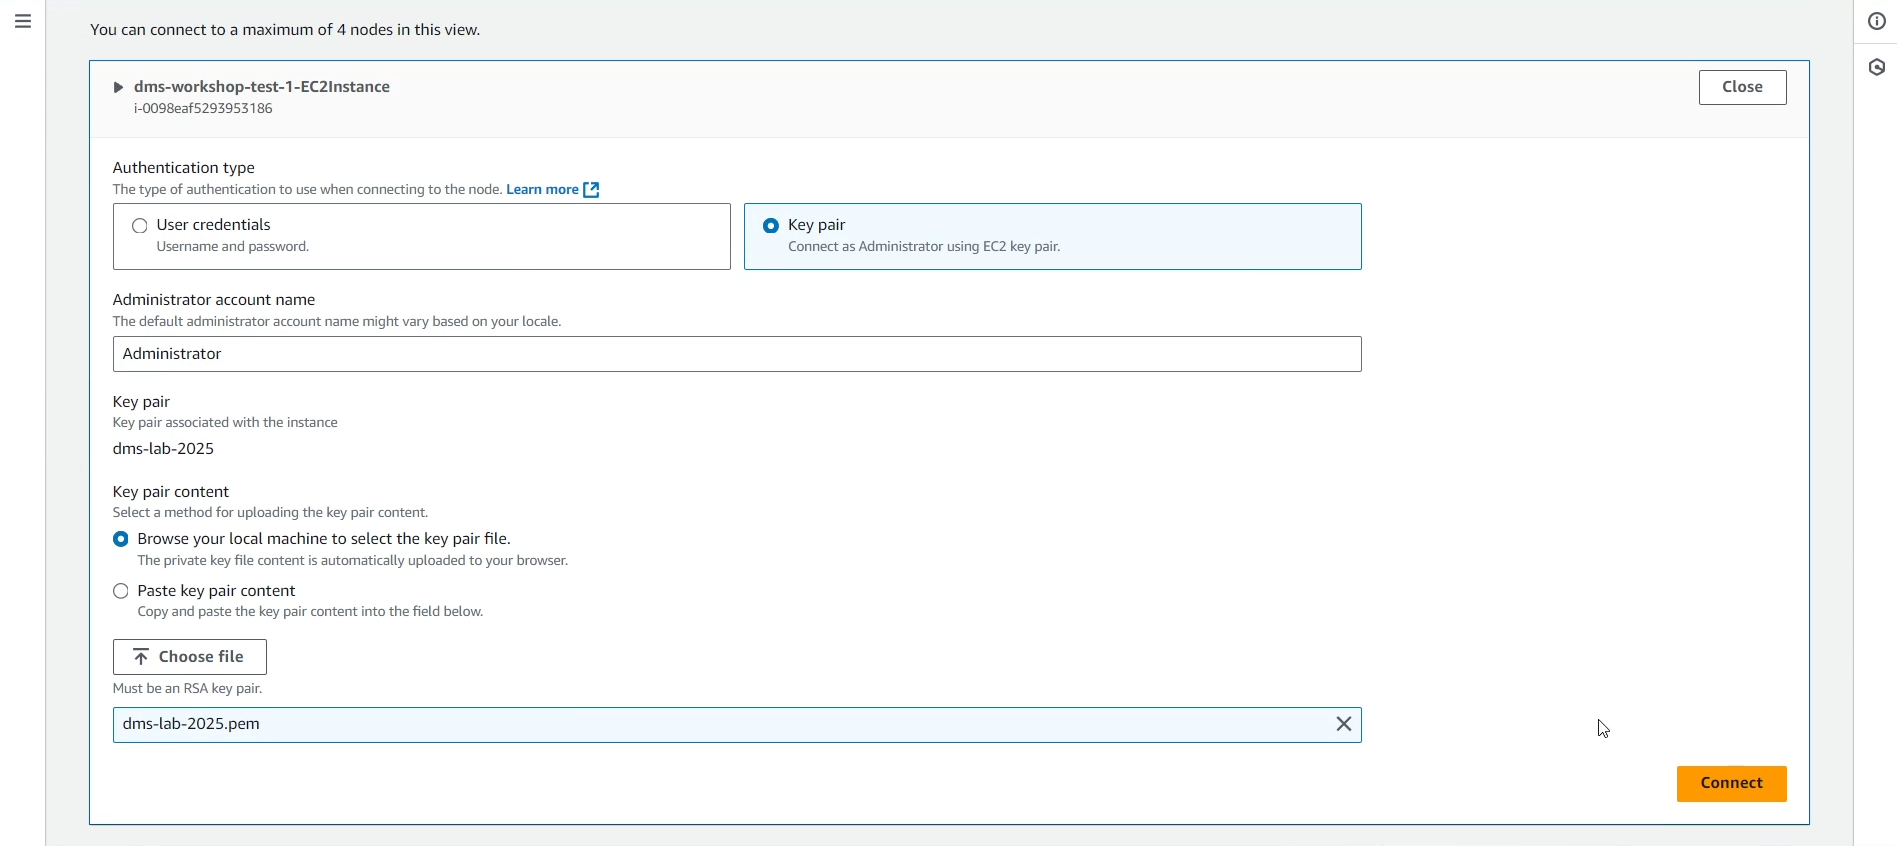 You can connect to a maximum of 4 nodes in this view.
dms-workshop-test-1-EC2Instance
i-0098eaf5293953186
Close
Authentication type
The type of authentication to use when connecting to the node. Learn more
User credentials
Username and password.
Key pair
Connect as Administrator using EC2 key pair.
Administrator account name
The default administrator account name might vary based on your locale.
Administrator
Key pair
Key pair associated with the instance
dms-lab-2025
Key pair content
Select a method for uploading the key pair content.
Browse your local machine to select the key pair file.
The private key file content is automatically uploaded to your browser.
Paste key pair content
Copy and paste the key pair content into the field below.
Choose file
Must be an RSA key pair.
dms-lab-2025.pem
Connect